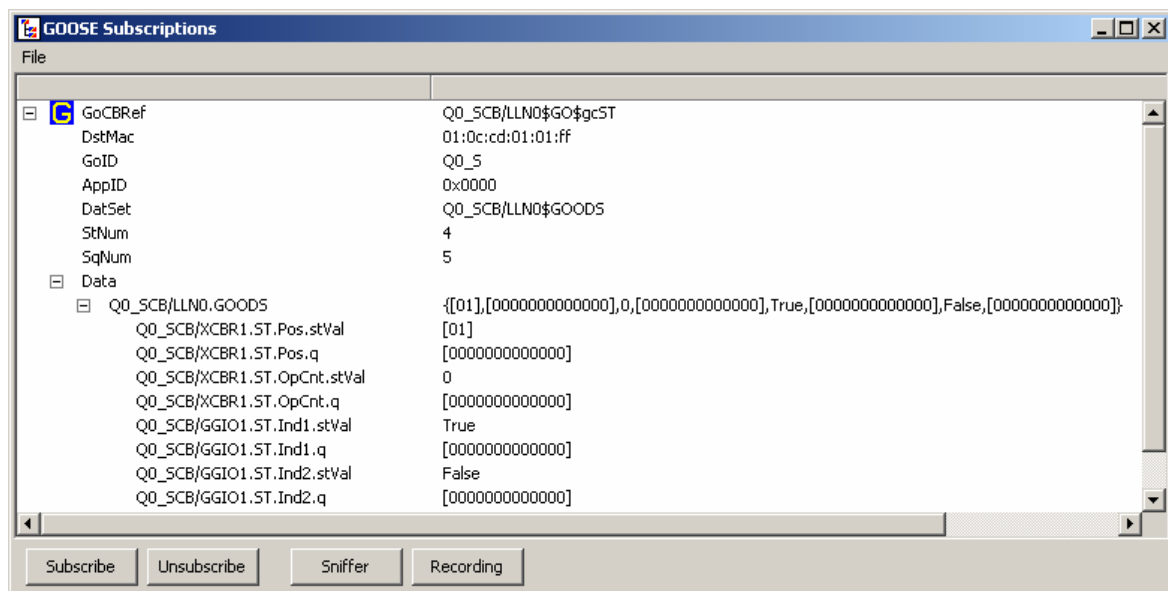 GOOSE Subscriptions
File
G GoCBRef Q0_SCB/LLN0$GO$gcST
DstMac 01:0c:cd:01:01:ff
GoID Q0_S
AppID 0x0000
DatSet Q0_SCB/LLN0$GOODS
StNum 4
SqNum 5
Data
Q0_SCB/LLN0.GOODS {[01],[0000000000000],0,[0000000000000],True,[0000000000000],False,[0000000000000]}
Q0_SCB/XCBR1.ST.Pos.stVal [01]
Q0_SCB/XCBR1.ST.Pos.q [0000000000000]
Q0_SCB/XCBR1.ST.OpCnt.stVal 0
Q0_SCB/XCBR1.ST.OpCnt.q [0000000000000]
Q0_SCB/GGIO1.ST.Ind1.stVal True
Q0_SCB/GGIO1.ST.Ind1.q [0000000000000]
Q0_SCB/GGIO1.ST.Ind2.stVal False
Q0_SCB/GGIO1.ST.Ind2.q [0000000000000]
Subscribe Unsubscribe Sniffer Recording